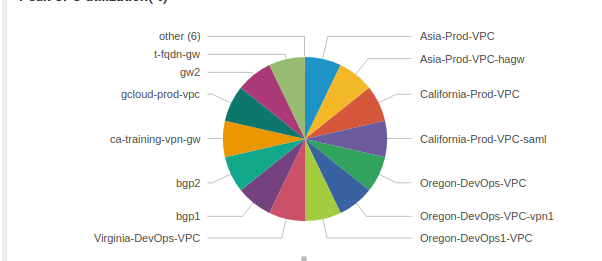 other (6)
t-fqdn-gw
gw2
gcloud-prod-vpc
ca-training-vpn-gw
bgp2
bgp1
Virginia-DevOps-VPC
Asia-Prod-VPC
Asia-Prod-VPC-hagw
California-Prod-VPC
California-Prod-VPC-saml
Oregon-DevOps-VPC
Oregon-DevOps-VPC-vpn1
Oregon-DevOps1-VPC